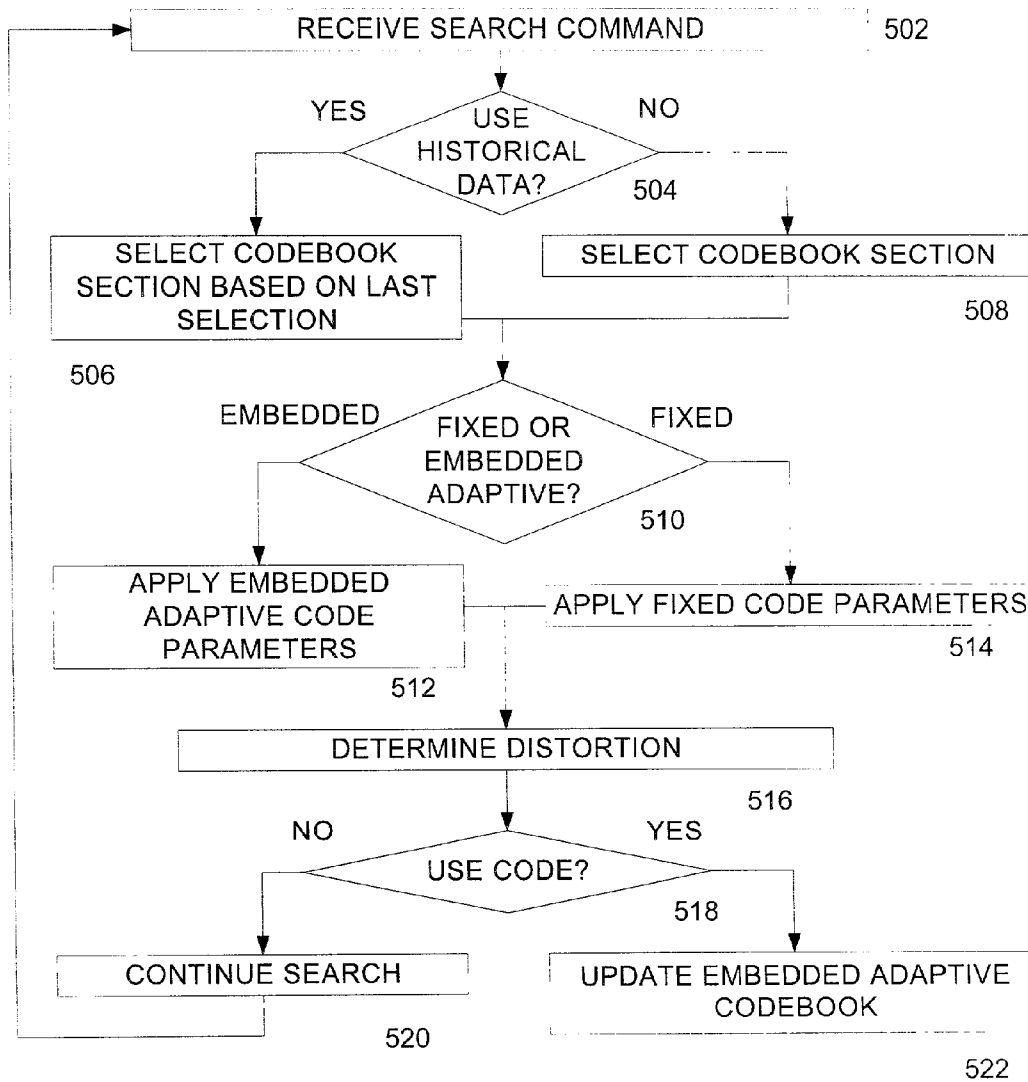 RECEIVE SEARCH COMMAND
502
YES
NO
USE
HISTORICAL
DATA?
504
SELECT CODEBOOK
SECTION BASED ON LAST
SELECTION
506
SELECT CODEBOOK SECTION
508
EMBEDDED
FIXED
FIXED OR
EMBEDDED
ADAPTIVE?
510
APPLY EMBEDDED
ADAPTIVE CODE
PARAMETERS
512
APPLY FIXED CODE PARAMETERS
514
DETERMINE DISTORTION
516
NO
YES
USE CODE?
518
CONTINUE SEARCH
520
UPDATE EMBEDDED ADAPTIVE
CODEBOOK
522